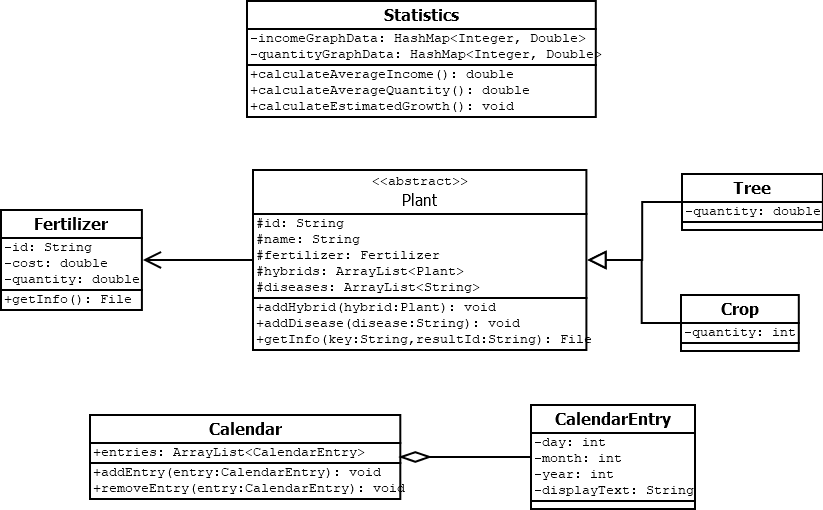 Statistics
-incomeGraphData: HashMap<Integer, Double>
-quantityGraphData: HashMap<Integer, Double>
+calculateAverageIncome(): double
+calculateAverageQuantity(): double
+calculateEstimatedGrowth(): void
Fertilizer
-id: String
-cost: double
-quantity: double
+getInfo(): File
<<abstract>>
Plant
#id: String
#name: String
#fertilizer: Fertilizer
#hybrids: ArrayList<Plant>
#diseases: ArrayList<String>
+addHybrid(hybrid:Plant): void
+addDisease(disease:String): void
+getInfo(key:String,resultId:String): File
Tree
-quantity: double
Crop
-quantity: int
Calendar
+entries: ArrayList<CalendarEntry>
+addEntry(entry:CalendarEntry): void
+removeEntry(entry:CalendarEntry): void
CalendarEntry
-day: int
-month: int
-year: int
-displayText: String